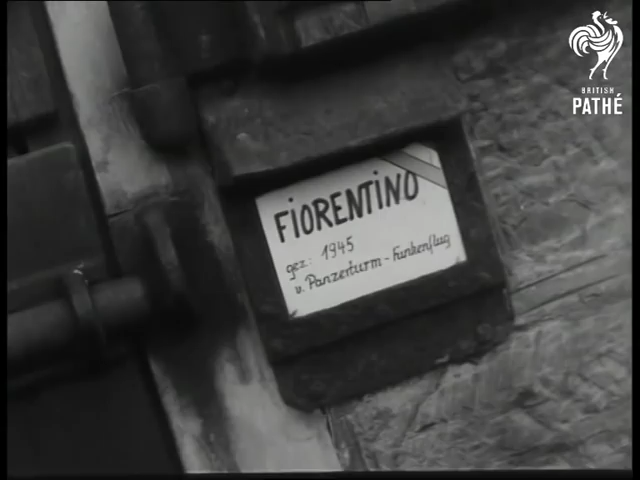 BRITISH
PATHÉ
FIORENTINO
gez: 1945
v. Panzerturm - Funkenflug